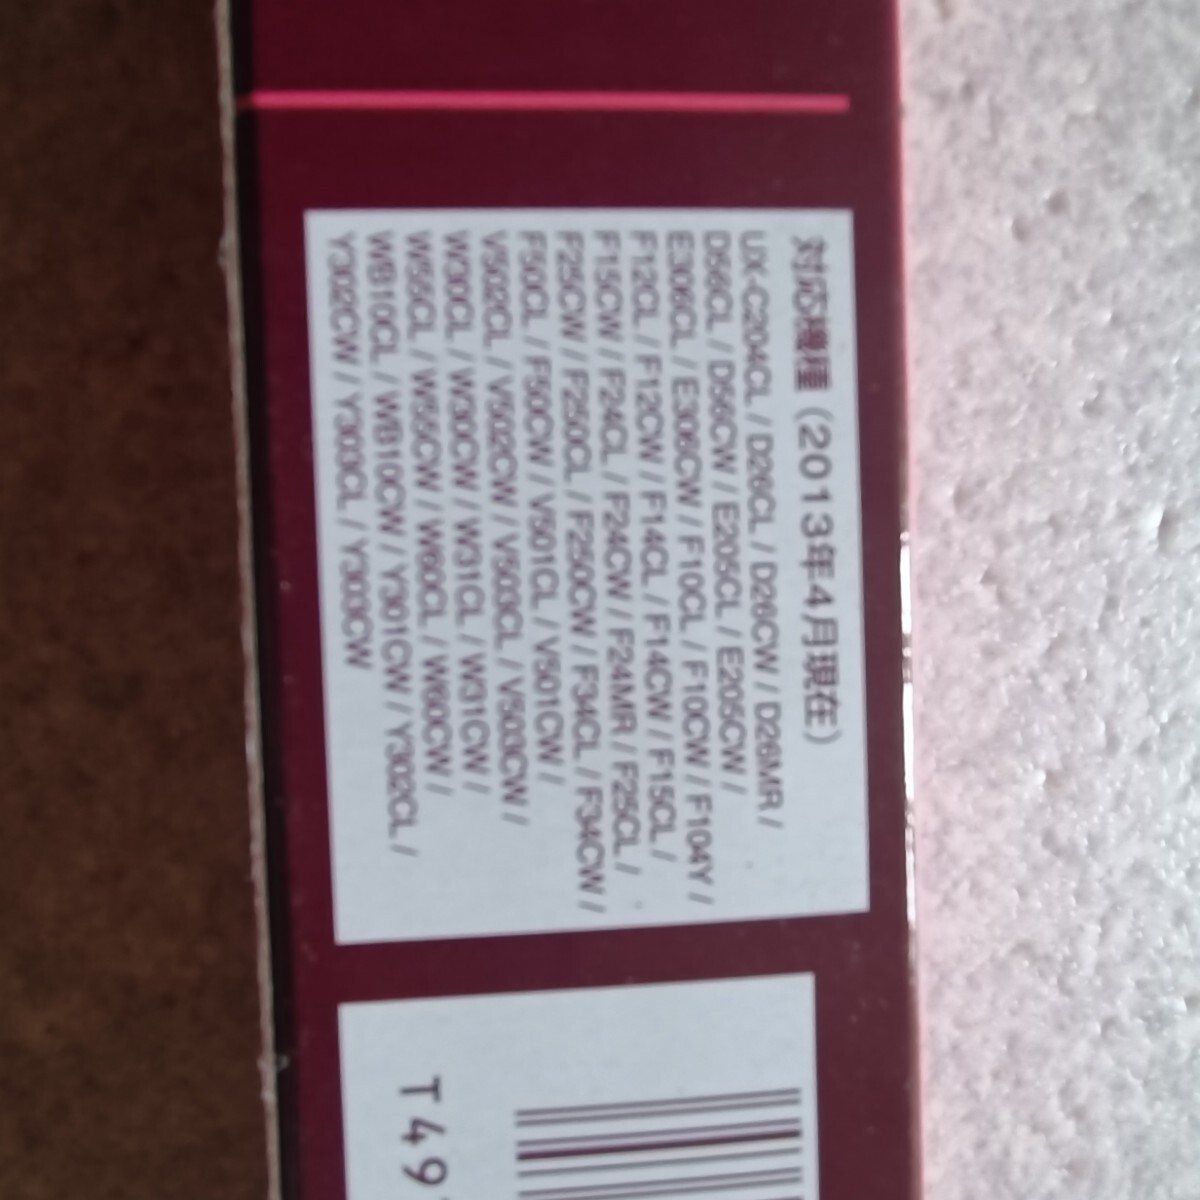 対応機種（2013年4月現在）
UX-C204CL / D26CL / D26CW / D26MR /
D56CL / D56CW / E205CL / E205CW /
E306CL / E306CW / F10CL / F10CW / F104Y /
F12CL / F12CW / F14CL / F14CW / F15CL /
F15CW / F24CL / F24CW / F24MR / F25CL /
F25CW / F250CL / F250CW / F34CL / F34CW /
F50CL / F50CW / V501CL / V501CW /
V502CL / V502CW / V503CL / V503CW /
W30CL / W30CW / W31CL / W31CW /
W55CL / W55CW / W60CL / W60CW /
WB10CL / WB10CW / Y301CW / Y302CL /
Y302CW / Y303CL / Y303CW
T49